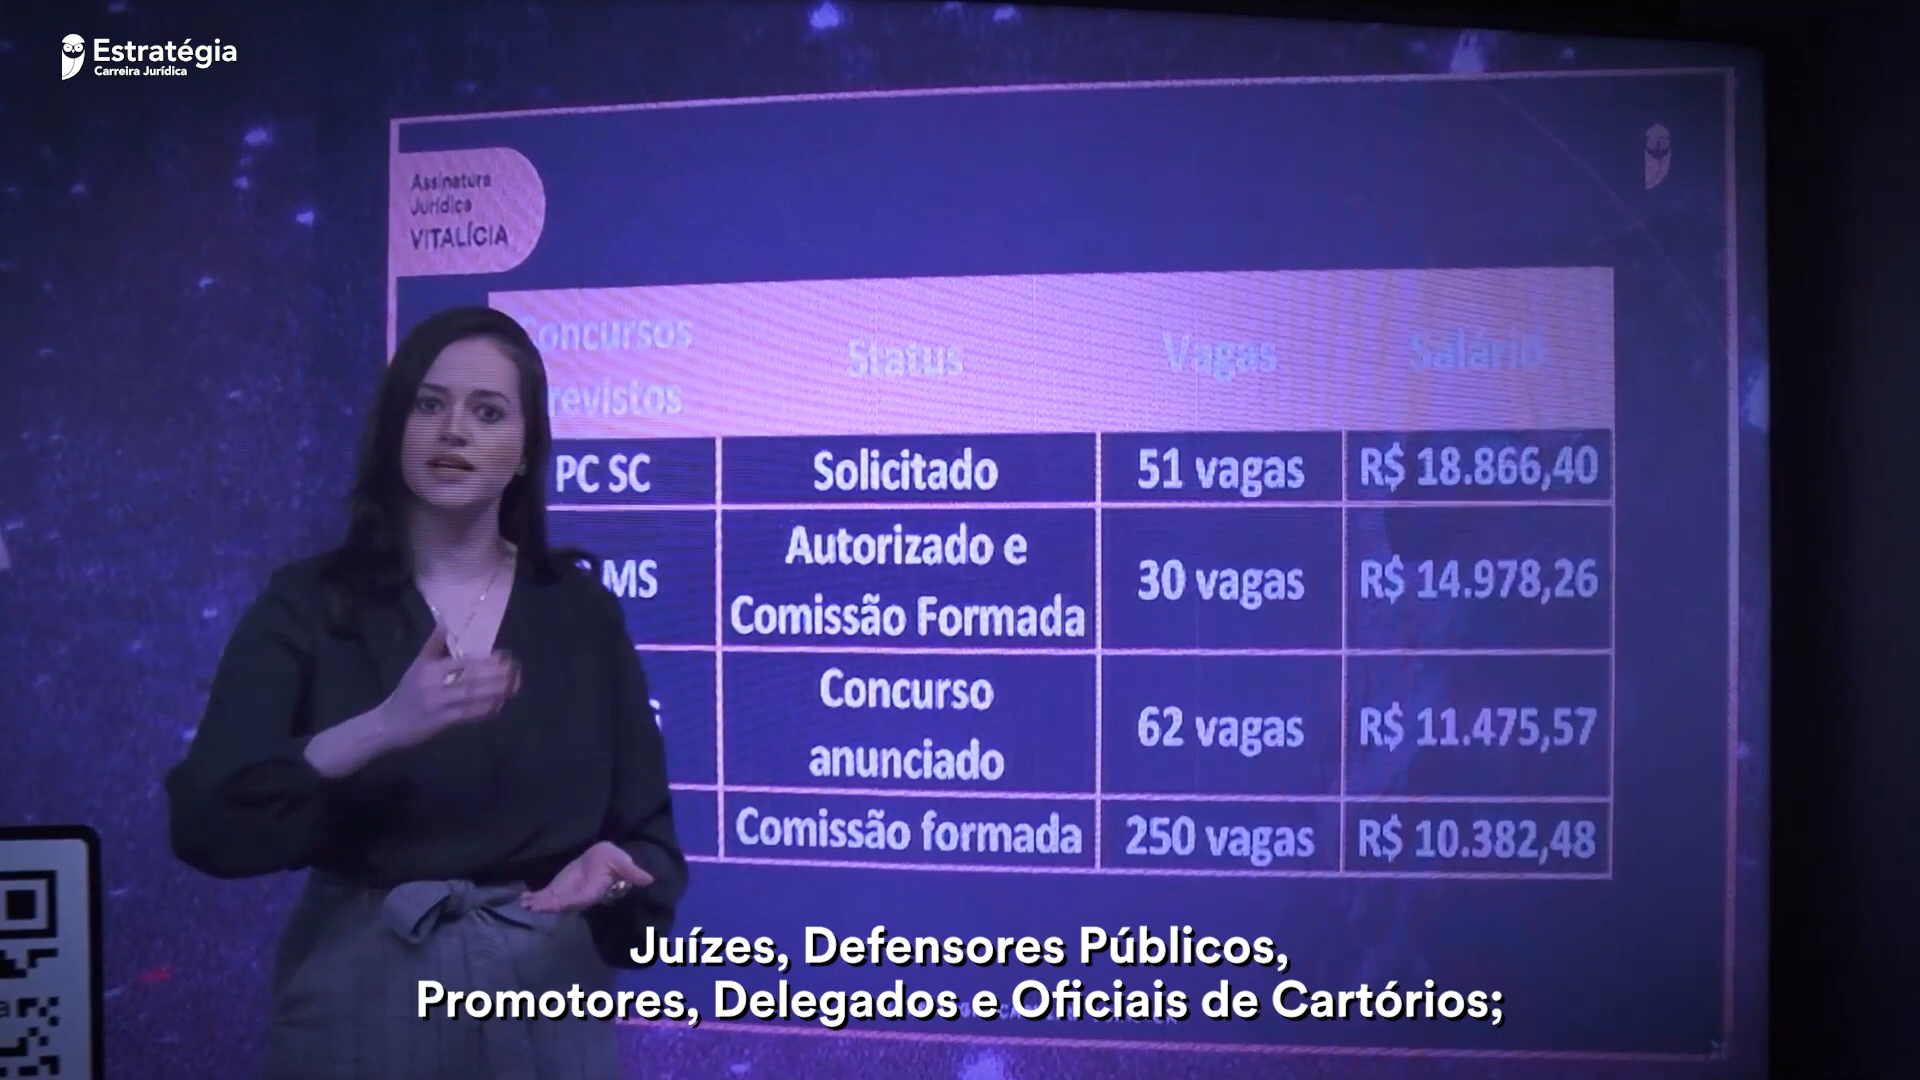 Estratégia
Carreira Jurídica
Assinatura
Jurídica
VITALÍCIA
Concursos
Previstos
Status
Vagas
Salário
PC SC
Solicitado
51 vagas
R$ 18.866,40
MS
Autorizado e
Comissão Formada
30 vagas
R$ 14.978,26
Concurso
anunciado
62 vagas
R$ 11.475,57
Comissão formada
250 vagas
R$ 10.382,48
Juízes, Defensores Públicos,
Promotores, Delegados e Oficiais de Cartórios;